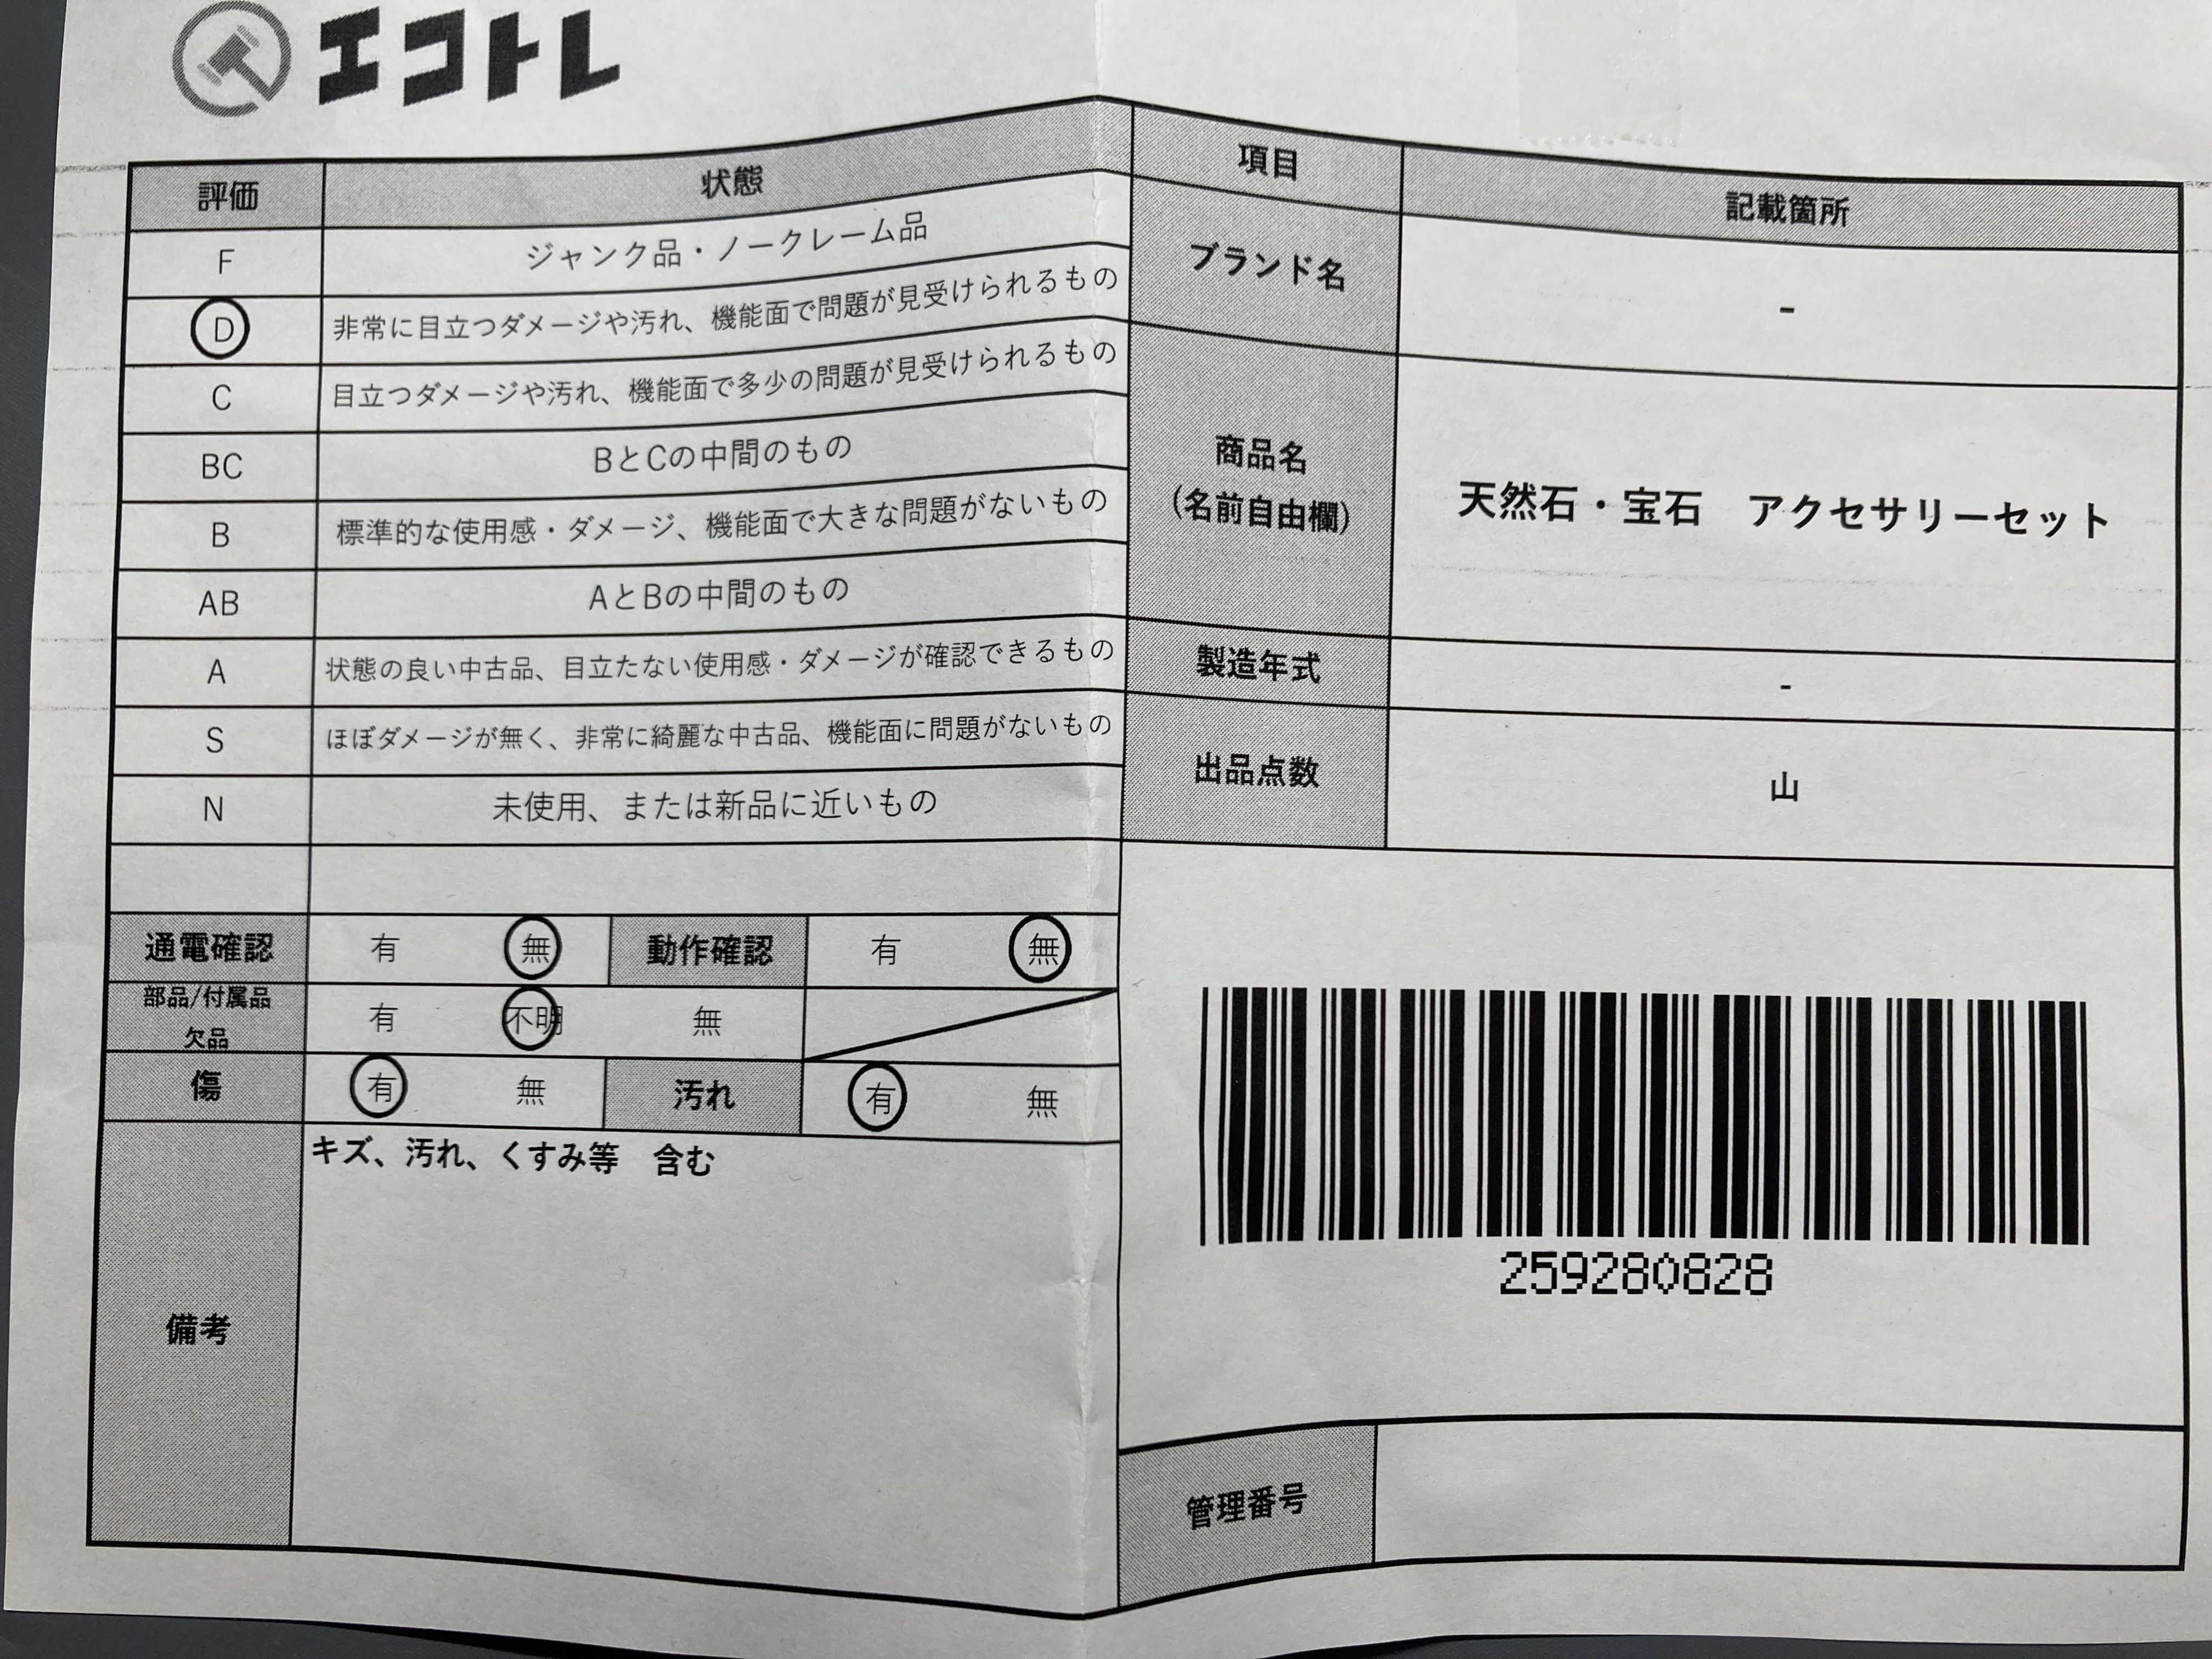 エコトレ
評価 状態
F ジャンク品・ノークレーム品
D 非常に目立つダメージや汚れ、機能面で問題が見受けられるもの
C 目立つダメージや汚れ、機能面で多少の問題が見受けられるもの
BC BとCの中間のもの
B 標準的な使用感・ダメージ、機能面で大きな問題がないもの
AB AとBの中間のもの
A 状態の良い中古品、目立たない使用感・ダメージが確認できるもの
S ほぼダメージが無く、非常に綺麗な中古品、機能面に問題がないもの
N 未使用、または新品に近いもの
通電確認 有 無 動作確認 有 無
部品/付属品
欠品 有 不明 無
傷 有 無 汚れ 有 無
備考 キズ、汚れ、くすみ等 含む
項目 記載箇所
ブランド名 -
商品名
(名前自由欄) 天然石・宝石 アクセサリーセット
製造年式 -
出品点数 山
259280828
管理番号